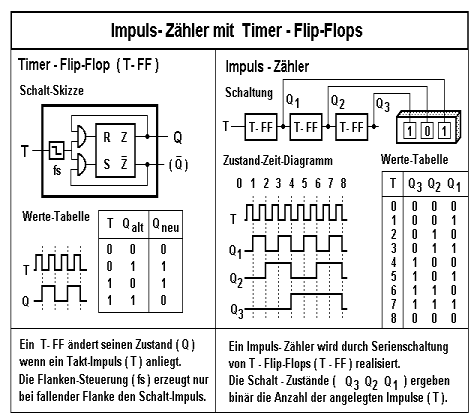 Impuls- Zähler mit Timer - Flip-Flops
Timer - Flip-Flop ( T- FF )
Schalt-Skizze
T
fs
R Z
S Z̅
Q
( Q̅ )
Werte-Tabelle
T Q alt Q neu
0 0 0
0 1 1
1 0 1
1 1 0
T
Q
Ein T- FF ändert seinen Zustand ( Q )
wenn ein Takt-Impuls ( T ) anliegt.
Die Flanken-Steuerung ( fs ) erzeugt nur
bei fallender Flanke den Schalt-Impuls.
Impuls - Zähler
Schaltung
Q1 Q2 Q3
T T- FF T- FF T- FF
1 0 1
Zustand-Zeit-Diagramm
0 1 2 3 4 5 6 7 8
T
Q1
Q2
Q3
Werte-Tabelle
T Q3 Q2 Q1
0 0 0 0
1 0 0 1
2 0 1 0
3 0 1 1
4 1 0 0
5 1 0 1
6 1 1 0
7 1 1 1
8 0 0 0
Ein Impuls- Zähler wird durch Serienschaltung
von T - Flip-Flops ( T - FF ) realisiert.
Die Schalt - Zustände ( Q3 Q2 Q1 ) ergeben
binär die Anzahl der angelegten Impulse ( T ).